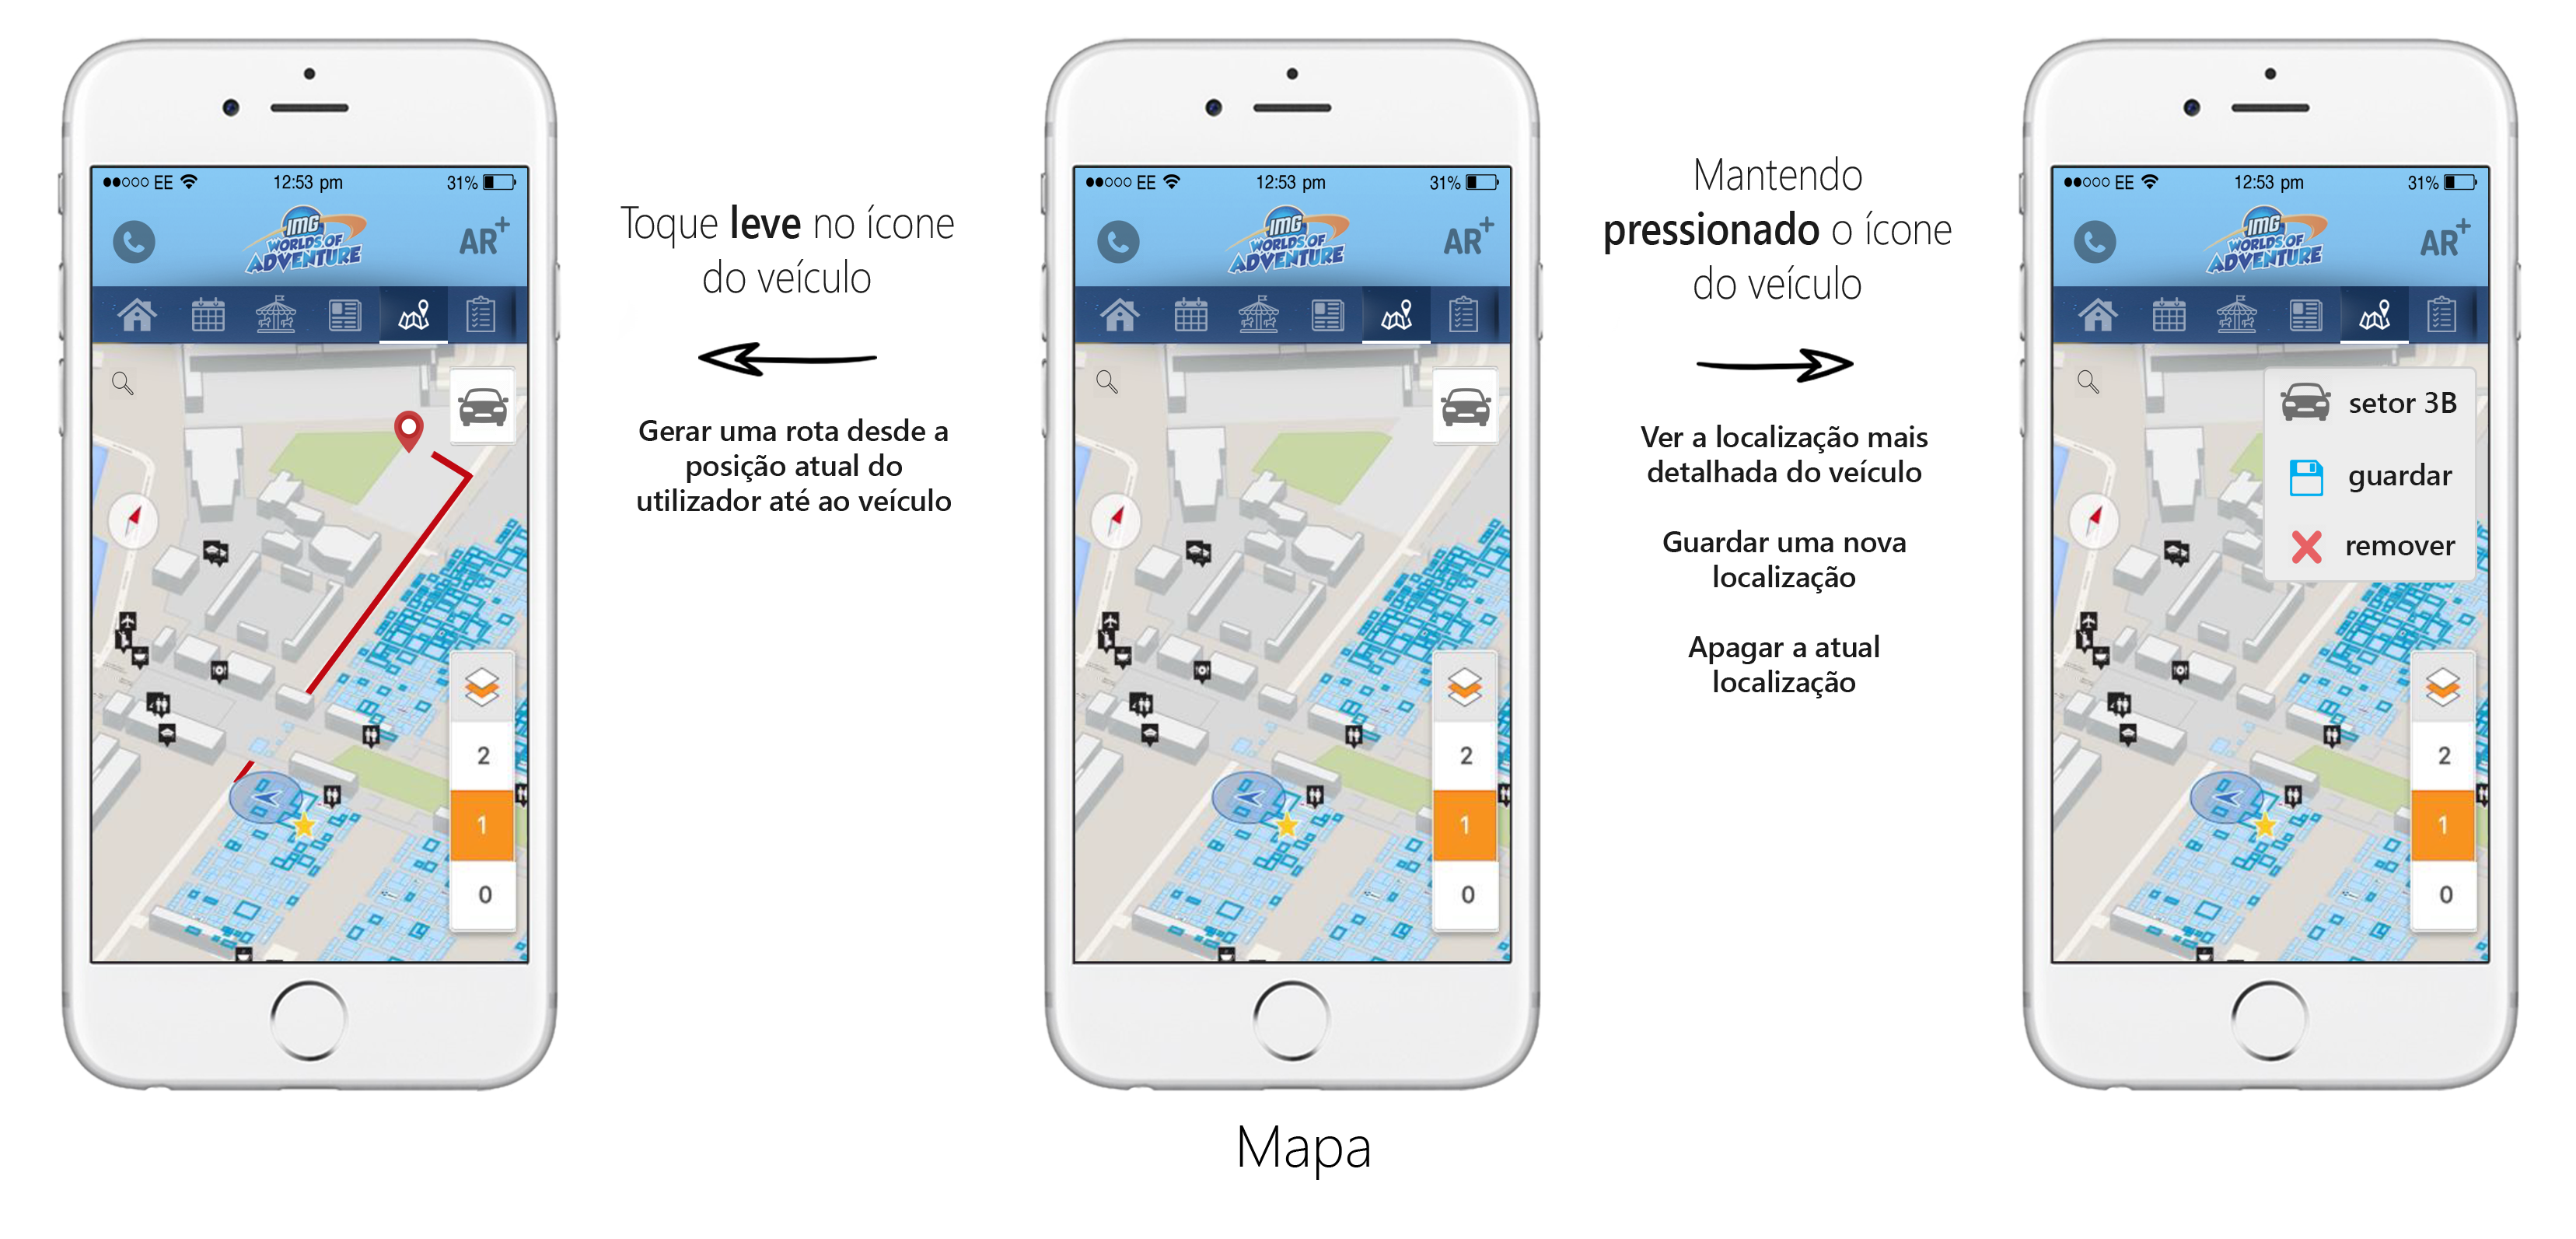 EE 12:53 pm 31%
IMG
WORLDS OF
ADVENTURE
AR+
2
1
0
Toque leve no ícone
do veículo
Gerar uma rota desde a
posição atual do
utilizador até ao veículo
EE 12:53 pm 31%
IMG
WORLDS OF
ADVENTURE
AR+
2
1
0
Mapa
Mantendo
pressionado o ícone
do veículo
Ver a localização mais
detalhada do veículo
Guardar uma nova
localização
Apagar a atual
localização
EE 12:53 pm 31%
IMG
WORLDS OF
ADVENTURE
AR+
setor 3B
guardar
remover
2
1
0